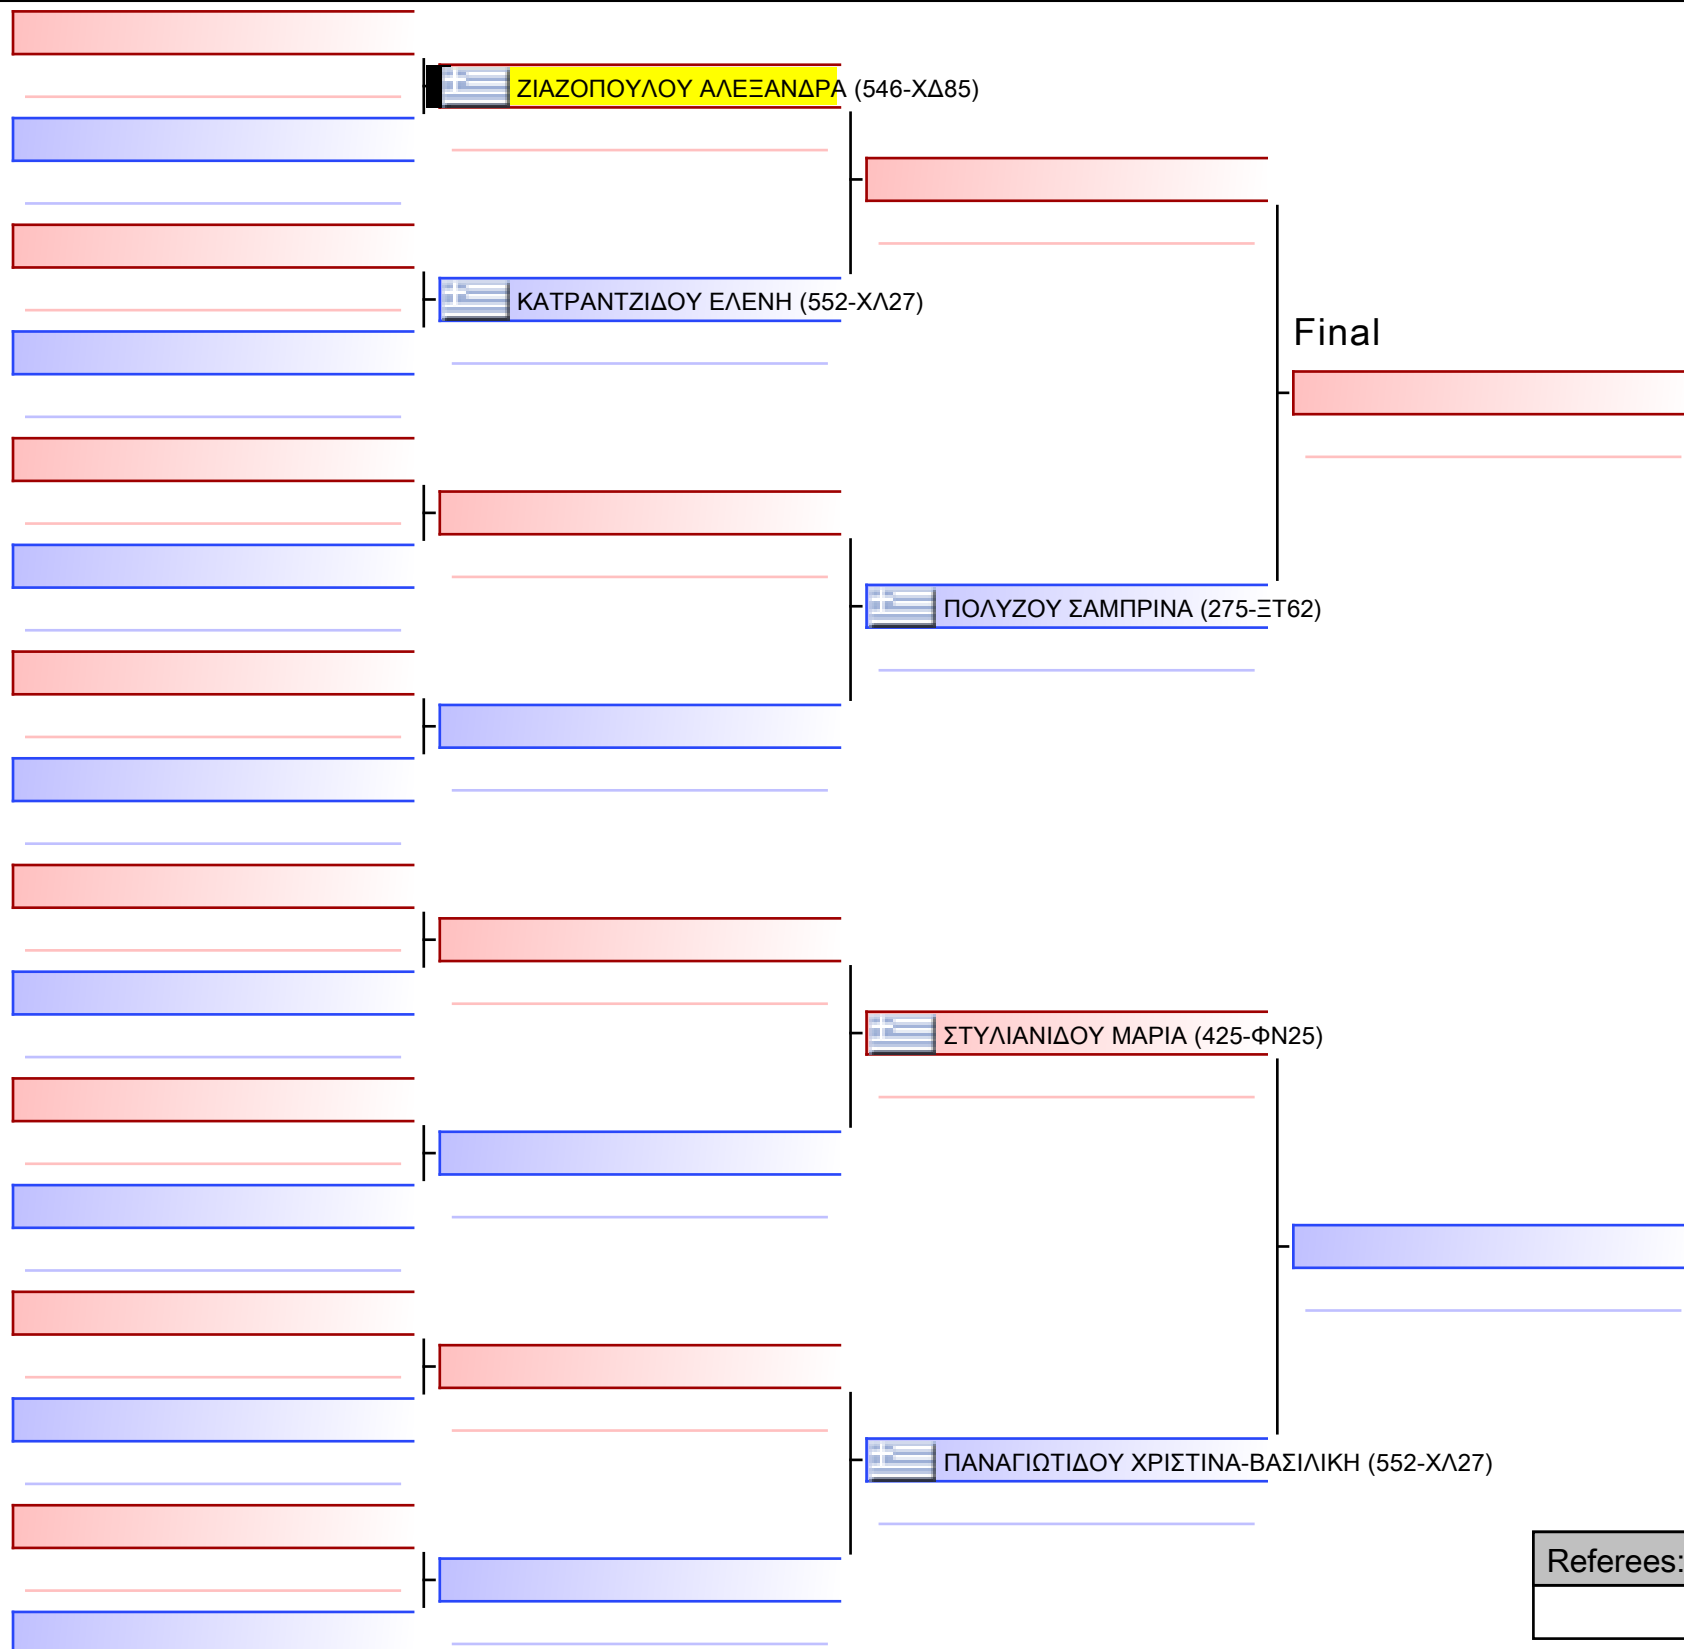 ΖΙΑΖΟΠΟΥΛΟΥ ΑΛΕΞΑΝΔΡΑ (546-ΧΔ85)
ΚΑΤΡΑΝΤΖΙΔΟΥ ΕΛΕΝΗ (552-ΧΛ27)
Final
ΠΟΛΥΖΟΥ ΣΑΜΠΡΙΝΑ (275-ΞΤ62)
ΣΤΥΛΙΑΝΙΔΟΥ ΜΑΡΙΑ (425-ΦΝ25)
ΠΑΝΑΓΙΩΤΙΔΟΥ ΧΡΙΣΤΙΝΑ-ΒΑΣΙΛΙΚΗ (552-ΧΛ27)
Referees: